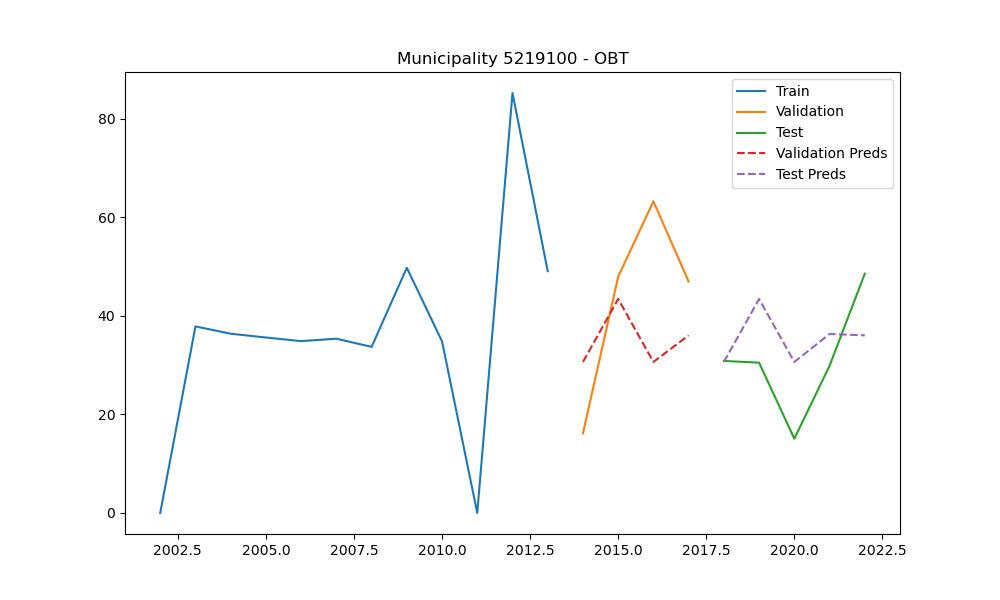 Municipality 5219100 - OBT
Train
Validation
Test
Validation Preds
Test Preds
80
60
40
20
0
2002.5 2005.0 2007.5 2010.0 2012.5 2015.0 2017.5 2020.0 2022.5